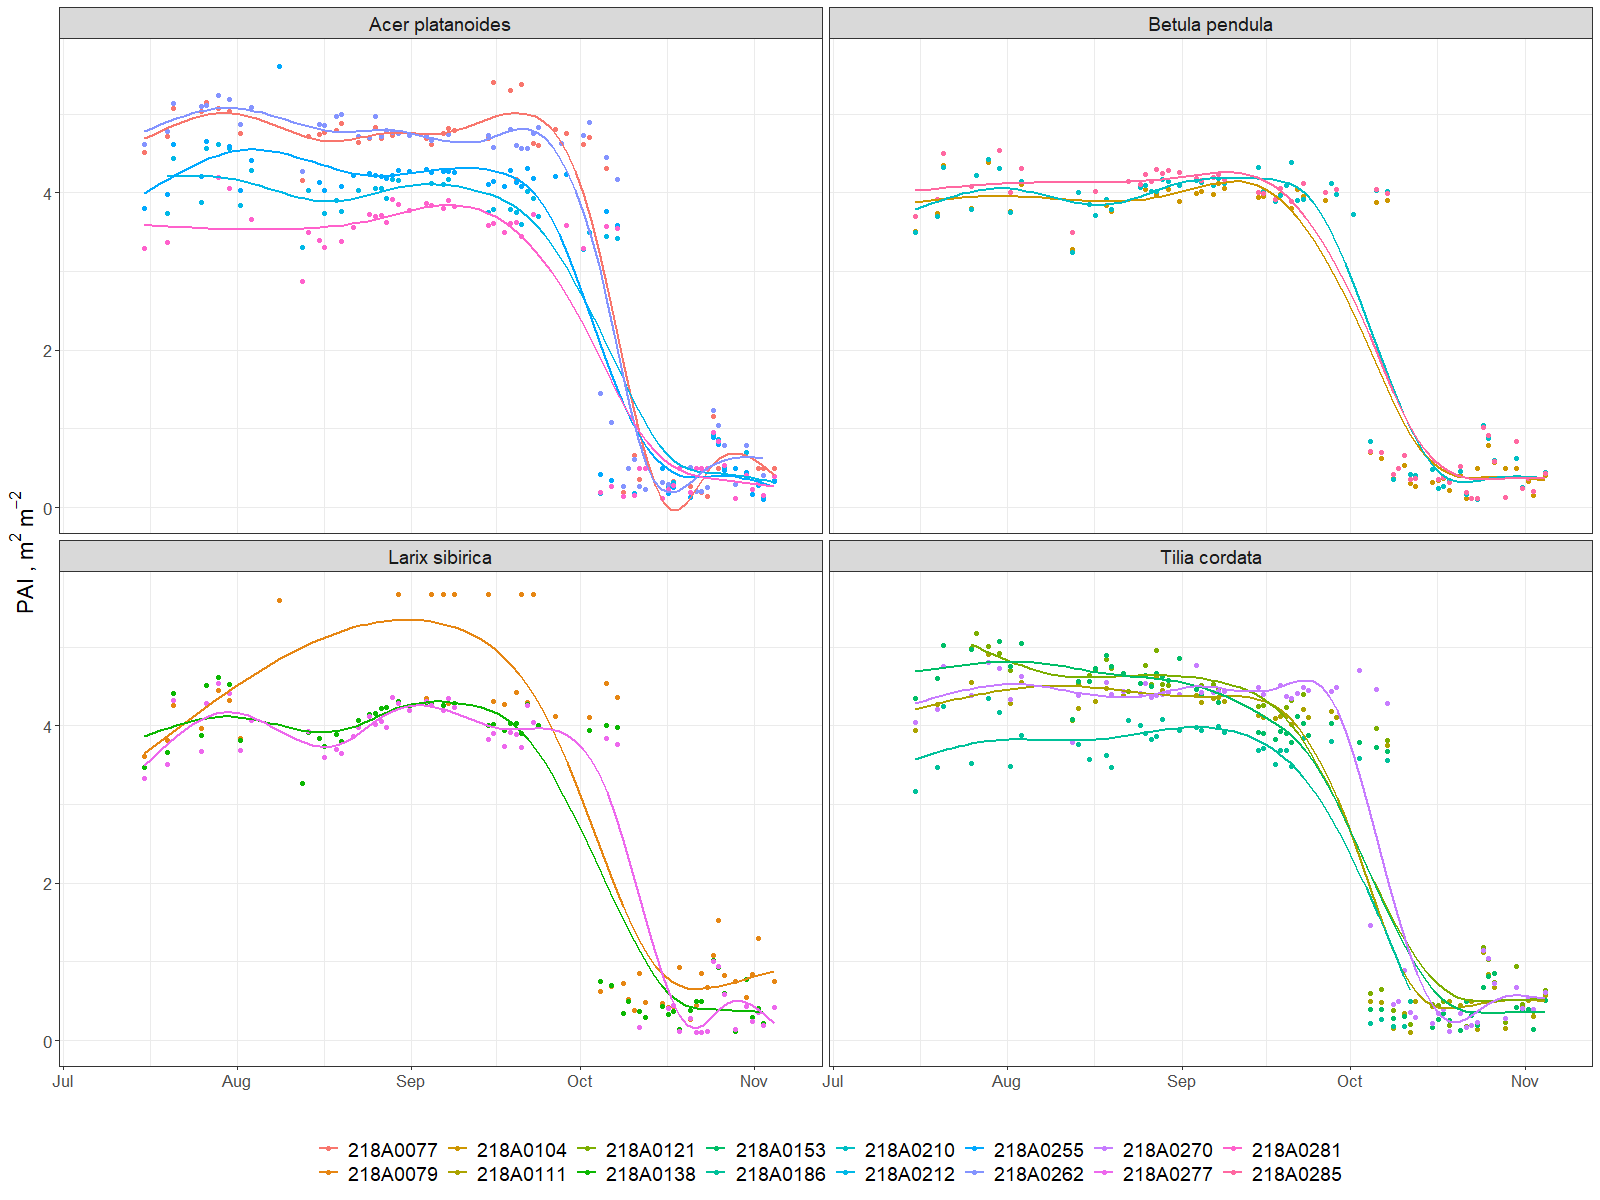 Acer platanoides
Betula pendula
4
2
0
Larix sibirica
Tilia cordata
PAI , m² m⁻²
4
2
0
Jul Aug Sep Oct Nov Jul Aug Sep Oct Nov
218A0077 218A0104 218A0121 218A0153 218A0210 218A0255 218A0270 218A0281
218A0079 218A0111 218A0138 218A0186 218A0212 218A0262 218A0277 218A0285